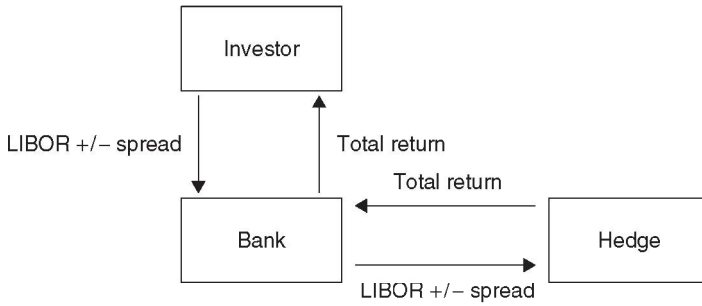 Investor
LIBOR +/− spread
Total return
Total return
Bank
Hedge
LIBOR +/− spread